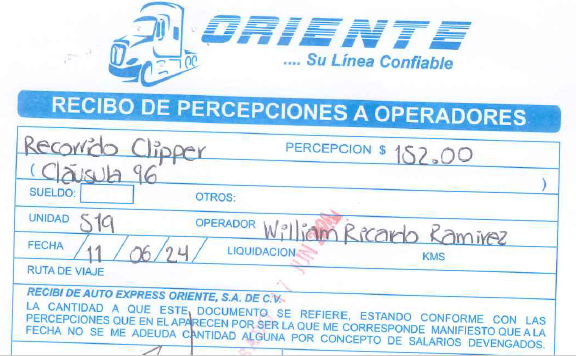 ORIENTE
.... Su Línea Confiable
RECIBO DE PERCEPCIONES A OPERADORES
Recorrido Clipper PERCEPCION $ 152.00
( Cláusula 96 )
SUELDO: OTROS:
UNIDAD 519 OPERADOR William Ricardo Ramirez
FECHA 11 / 06 / 24 / LIQUIDACION KMS
RUTA DE VIAJE
RECIBI DE AUTO EXPRESS ORIENTE, S.A. DE C.V.
LA CANTIDAD A QUE ESTE DOCUMENTO SE REFIERE, ESTANDO CONFORME CON LAS
PERCEPCIONES QUE EN EL APARECEN POR SER LA QUE ME CORRESPONDE MANIFIESTO QUE A LA
FECHA NO SE ME ADEUDA CANTIDAD ALGUNA POR CONCEPTO DE SALARIOS DEVENGADOS.
17 JUN